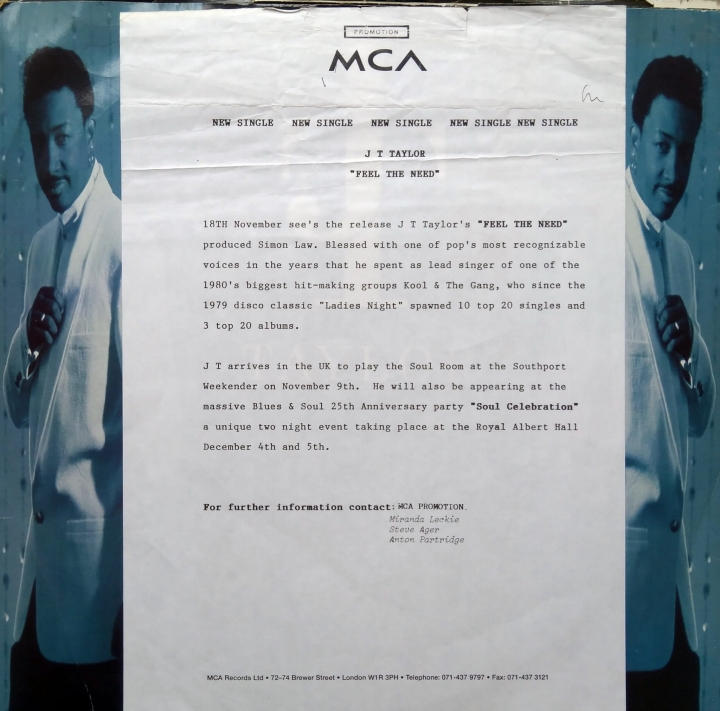 PROMOTION
MCA
NEW SINGLE NEW SINGLE NEW SINGLE NEW SINGLE NEW SINGLE
J T TAYLOR
"FEEL THE NEED"
18TH November see's the release J T Taylor's "FEEL THE NEED"
produced Simon Law. Blessed with one of pop's most recognizable
voices in the years that he spent as lead singer of one of the
1980's biggest hit-making groups Kool & The Gang, who since the
1979 disco classic "Ladies Night" spawned 10 top 20 singles and
3 top 20 albums.
J T arrives in the UK to play the Soul Room at the Southport
Weekender on November 9th. He will also be appearing at the
massive Blues & Soul 25th Anniversary party "Soul Celebration"
a unique two night event taking place at the Royal Albert Hall
December 4th and 5th.
For further information contact: MCA PROMOTION.
Miranda Leckie
Steve Ager
Anton Partridge
MCA Records Ltd • 72–74 Brewer Street • London W1R 3PH • Telephone: 071-437 9797 • Fax: 071-437 3121